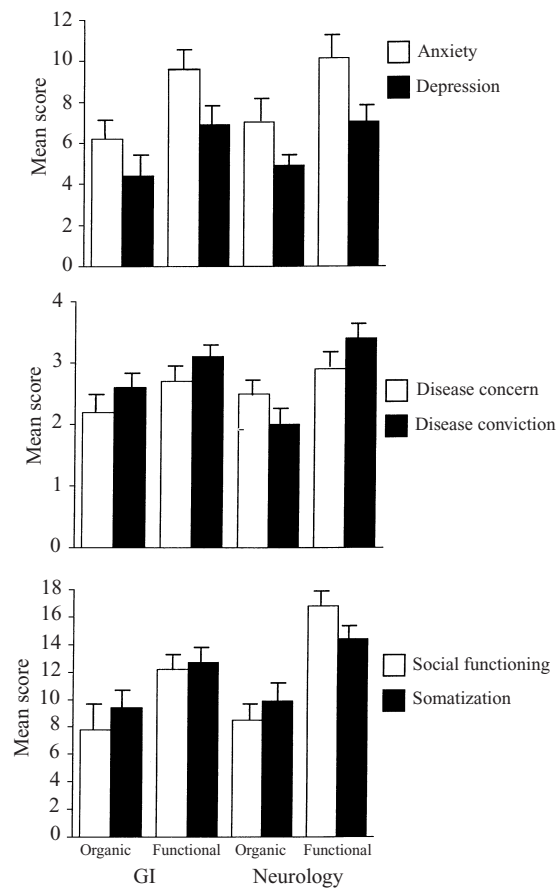 12
10
8
6
4
2
0
Mean score
Anxiety
Depression
4
3
2
1
0
Mean score
Disease concern
Disease conviction
18
16
14
12
10
8
6
4
2
0
Mean score
Social functioning
Somatization
Organic Functional Organic Functional
GI Neurology